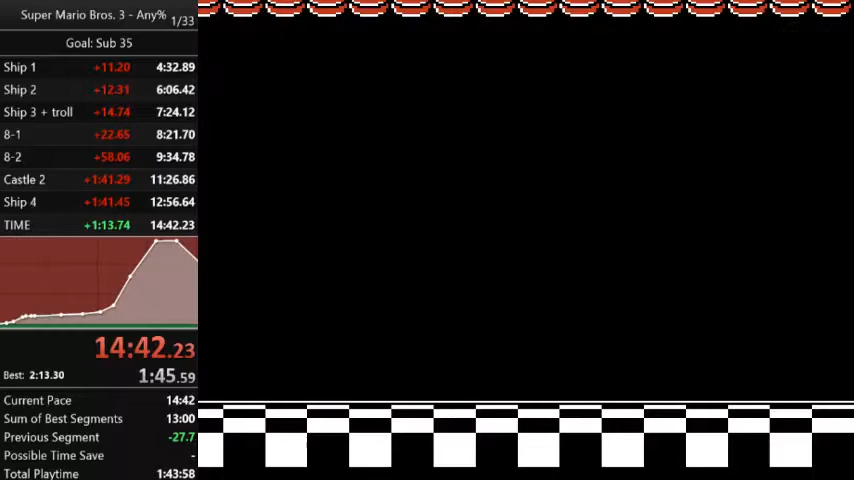 Super Mario Bros. 3 - Any% 1/33
Goal: Sub 35
Ship 1 +11.20 4:32.89
Ship 2 +12.31 6:06.42
Ship 3 + troll +14.74 7:24.12
8-1 +22.65 8:21.70
8-2 +58.06 9:34.78
Castle 2 +1:41.29 11:26.86
Ship 4 +1:41.45 12:56.64
TIME +1:13.74 14:42.23
14:42.23
Best: 2:13.30 1:45.59
Current Pace 14:42
Sum of Best Segments 13:00
Previous Segment -27.7
Possible Time Save -
Total Playtime 1:43:58